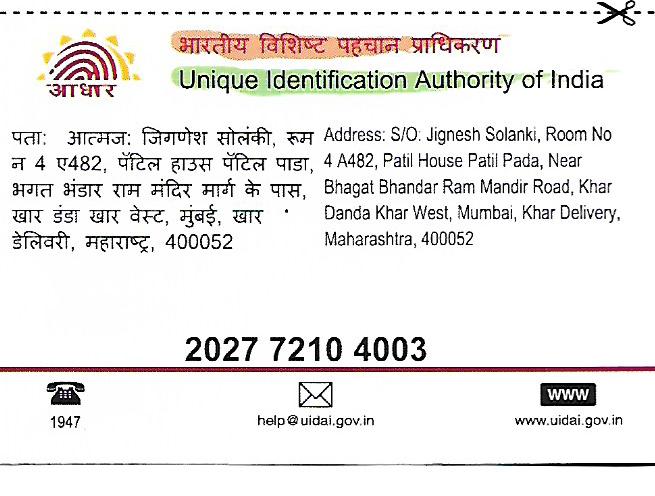 भारतीय विशिष्ट पहचान प्राधिकरण
Unique Identification Authority of India
आधार
पता: आत्मज: जिगणेश सोलंकी, रूम
न 4 ए482, पॅटिल हाउस पॅटिल पाडा,
भगत भंडार राम मंदिर मार्ग के पास,
खार डंडा खार वेस्ट, मुंबई, खार
डेलिवरी, महाराष्ट्र, 400052
Address: S/O: Jignesh Solanki, Room No
4 A482, Patil House Patil Pada, Near
Bhagat Bhandar Ram Mandir Road, Khar
Danda Khar West, Mumbai, Khar Delivery,
Maharashtra, 400052
2027 7210 4003
1947
help@uidai.gov.in
www
www.uidai.gov.in